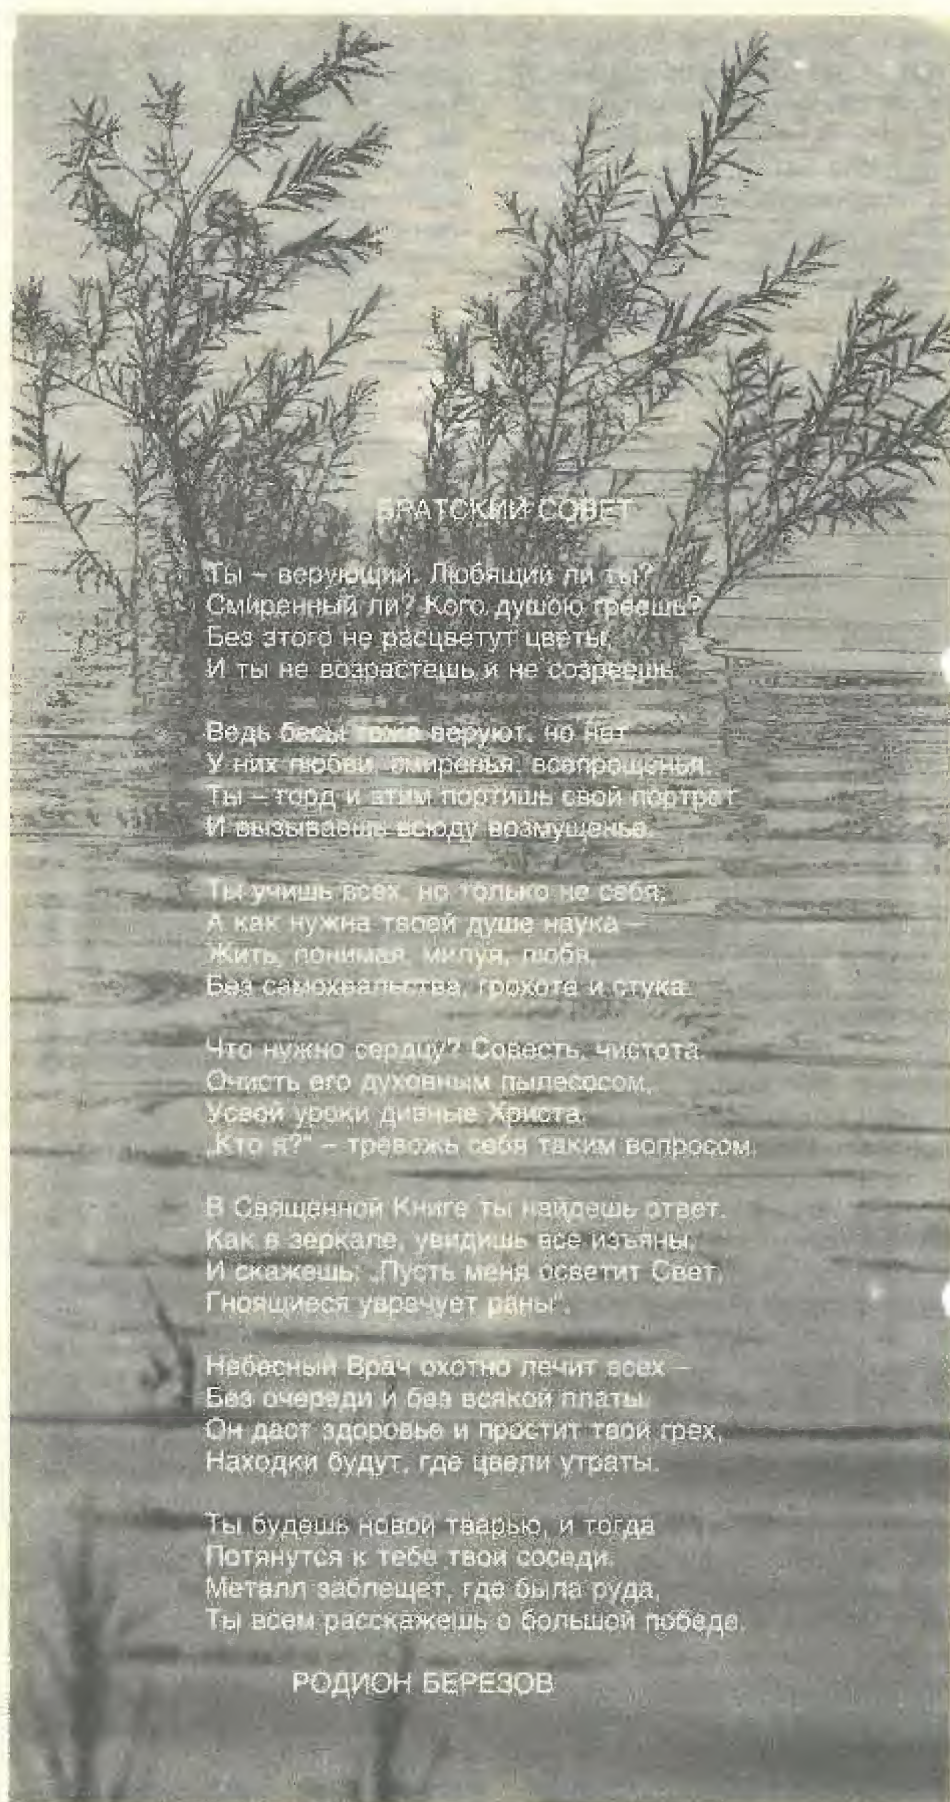 БРАТСКИЙ СОВЕТ
Ты – верующий. Любящий ли ты?
Смиренный ли? Кого душою греешь?
Без этого не расцветут цветы,
И ты не возрастешь и не созреешь.
Ведь бесы тоже веруют, но нет
У них любви, смиренья, всепрощенья.
Ты – горд и этим портишь свой портрет
И вызываешь всюду возмущенье.
Ты учишь всех, но только не себя,
А как нужна твоей душе наука –
Жить, понимая, милуя, любя,
Без самохвальства, грохота и стука.
Что нужно сердцу? Совесть, чистота.
Очисть его духовным пылесосом,
Усвой уроки дивные Христа.
„Кто я?“ – тревожь себя таким вопросом.
В Священной Книге ты найдешь ответ.
Как в зеркале, увидишь все изъяны,
И скажешь: „Пусть меня осветит Свет,
Гноящиеся уврачует раны“.
Небесный Врач охотно лечит всех –
Без очереди и без всякой платы.
Он даст здоровье и простит твой грех,
Находки будут, где цвели утраты.
Ты будешь новой тварью, и тогда
Потянутся к тебе твои соседи.
Металл заблещет, где была руда,
Ты всем расскажешь о большой победе.
РОДИОН БЕРЕЗОВ